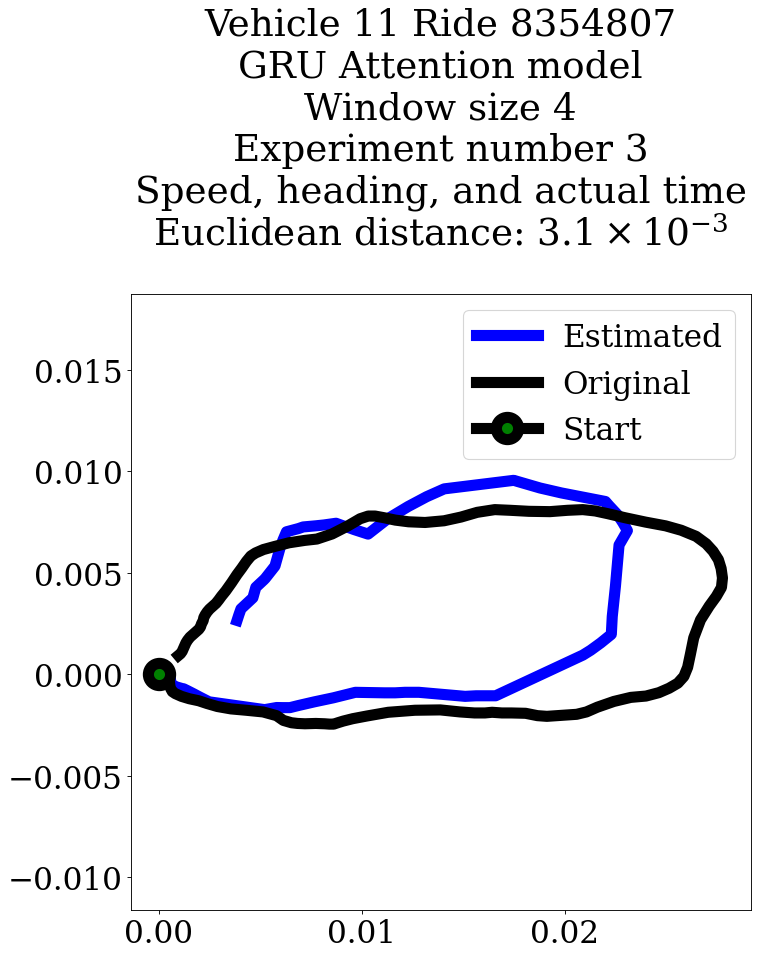 Vehicle 11 Ride 8354807
GRU Attention model
Window size 4
Experiment number 3
Speed, heading, and actual time
Euclidean distance: 3.1 × 10⁻³
Estimated
Original
Start
0.015
0.010
0.005
0.000
−0.005
−0.010
0.00 0.01 0.02